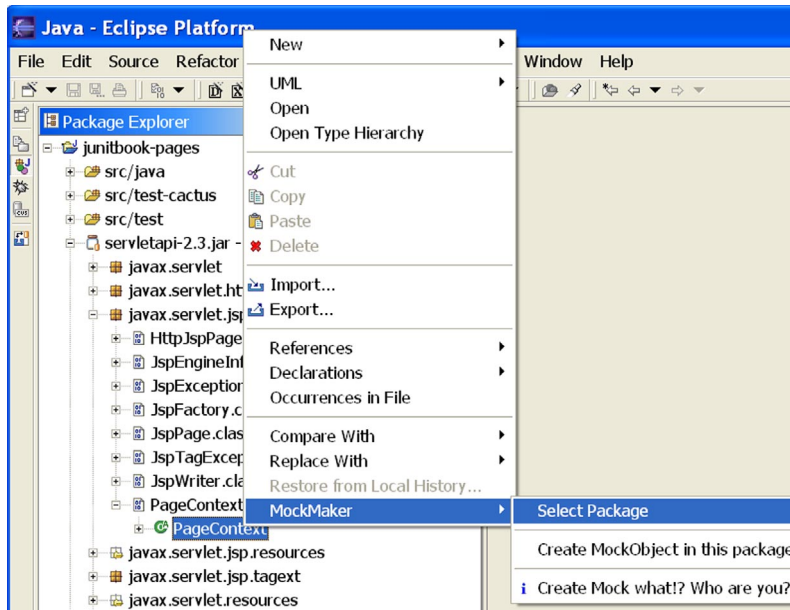 Java - Eclipse Platform
File Edit Source Refactor Window Help
Package Explorer
junitbook-pages
src/java
src/test-cactus
src/test
servletapi-2.3.jar -
javax.servlet
javax.servlet.ht
javax.servlet.jsp
HttpJspPage
JspEngineInf
JspException
JspFactory.c
JspPage.clas
JspTagExcep
JspWriter.cla
PageContext
PageContext
javax.servlet.jsp.resources
javax.servlet.jsp.tagext
javax.servlet.resources
New
UML
Open
Open Type Hierarchy
Cut
Copy
Paste
Delete
Import...
Export...
References
Declarations
Occurrences in File
Compare With
Replace With
Restore from Local History...
MockMaker
Select Package
Create MockObject in this package
Create Mock what!? Who are you?